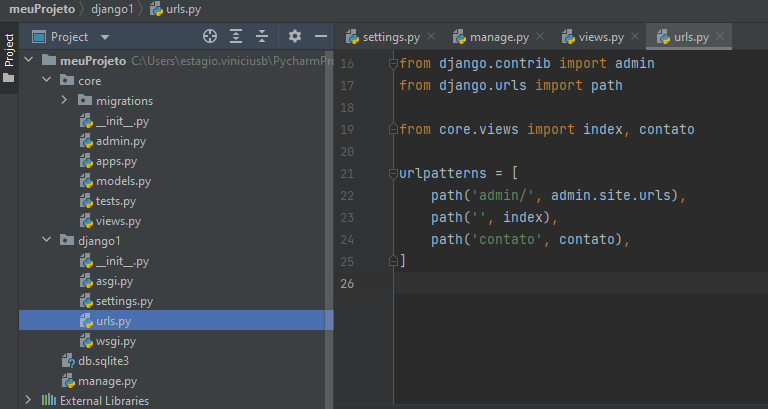 meuProjeto django1 urls.py
Project
Project
settings.py manage.py views.py urls.py
meuProjeto C:\Users\estagio.viniciusb\PycharmPro
core
migrations
__init__.py
admin.py
apps.py
models.py
tests.py
views.py
django1
__init__.py
asgi.py
settings.py
urls.py
wsgi.py
db.sqlite3
manage.py
External Libraries
16 from django.contrib import admin
17 from django.urls import path
18
19 from core.views import index, contato
20
21 urlpatterns = [
22 path('admin/', admin.site.urls),
23 path('', index),
24 path('contato', contato),
25 ]
26